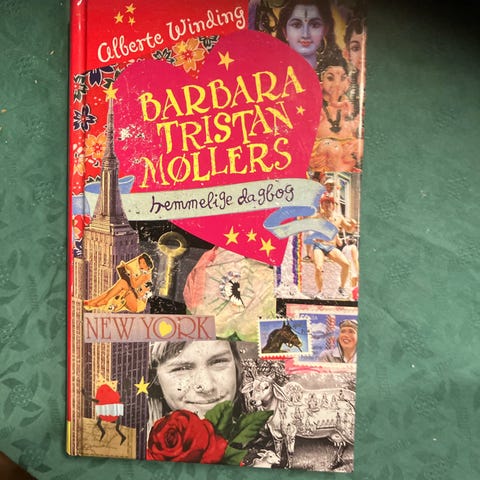 Alberte Winding
BARBARA
TRISTAN
MØLLERS
hemmelige dagbog
NEW YORK